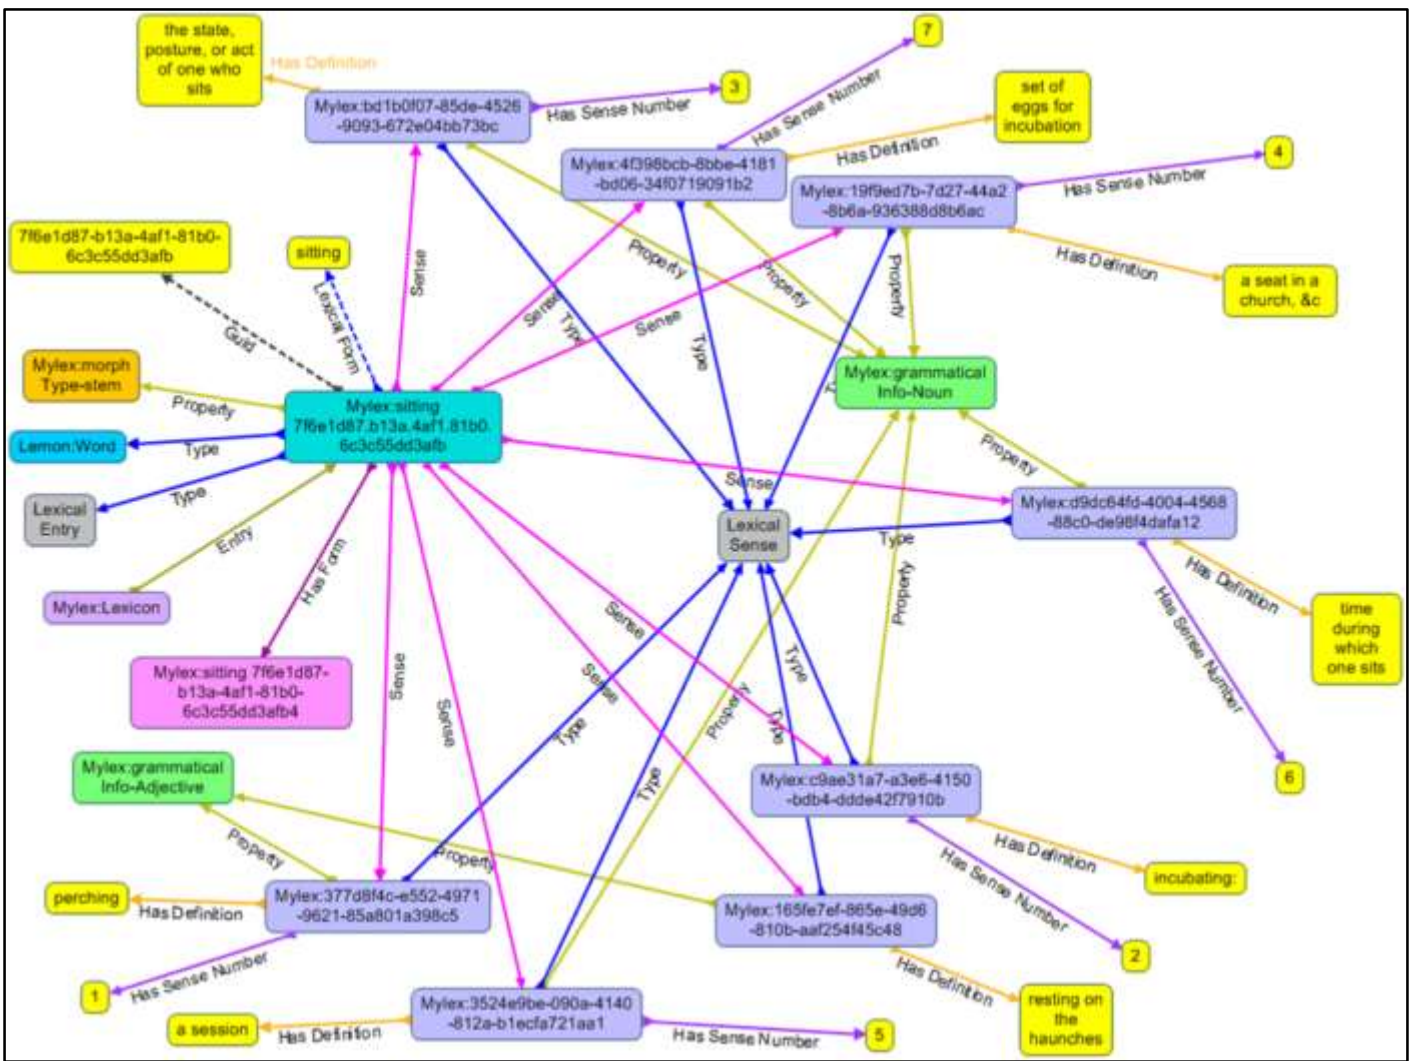 the state,
posture, or act
of one who
sits
Has Definition
Mylex:bd1b0f07-85de-4526
-9093-672e04bb73bc
Has Sense Number
3
7
Has Sense Number
set of
eggs for
incubation
Has Definition
Mylex:4f398bcb-8bbe-4181
-bd06-34f0719091b2
4
Has Sense Number
Mylex:19f9ed7b-7d27-44a2
-8b6a-936388d8b6ac
Has Definition
a seat in a
church, &c
7f6e1d87-b13a-4af1-81b0-
6c3c55dd3afb
sitting
Lexical Form
Guid
Sense
Sense
Sense
Property
Property
Property
Type
Type
Mylex:grammatical
Info-Noun
Mylex:morph
Type-stem
Property
Mylex:sitting
7f6e1d87.b13a.4af1.81b0.
6c3c55dd3afb
Lemon:Word
Type
Lexical
Entry
Type
Entry
Has Form
Mylex:Lexicon
Sense
Property
Mylex:d9dc64fd-4004-4568
-88c0-de98f4dafa12
Lexical
Sense
Type
Has Definition
Has Sense Number
time
during
which
one sits
6
Property
Sense
Sense
Sense
Sense
Type
Type
Type
Type
Property
Mylex:sitting 7f6e1d87-
b13a-4af1-81b0-
6c3c55dd3afb4
Mylex:grammatical
Info-Adjective
Property
Property
Mylex:c9ae31a7-a3e6-4150
-bdb4-ddde42f7910b
Has Definition
incubating:
Has Sense Number
2
perching
Has Definition
Mylex:377d8f4c-e552-4971
-9621-85a801a398c5
Has Sense Number
1
Mylex:165fe7ef-865e-49d6
-810b-aaf254f45c48
Has Definition
resting on
the
haunches
a session
Has Definition
Mylex:3524e9be-090a-4140
-812a-b1ecfa721aa1
Has Sense Number
5